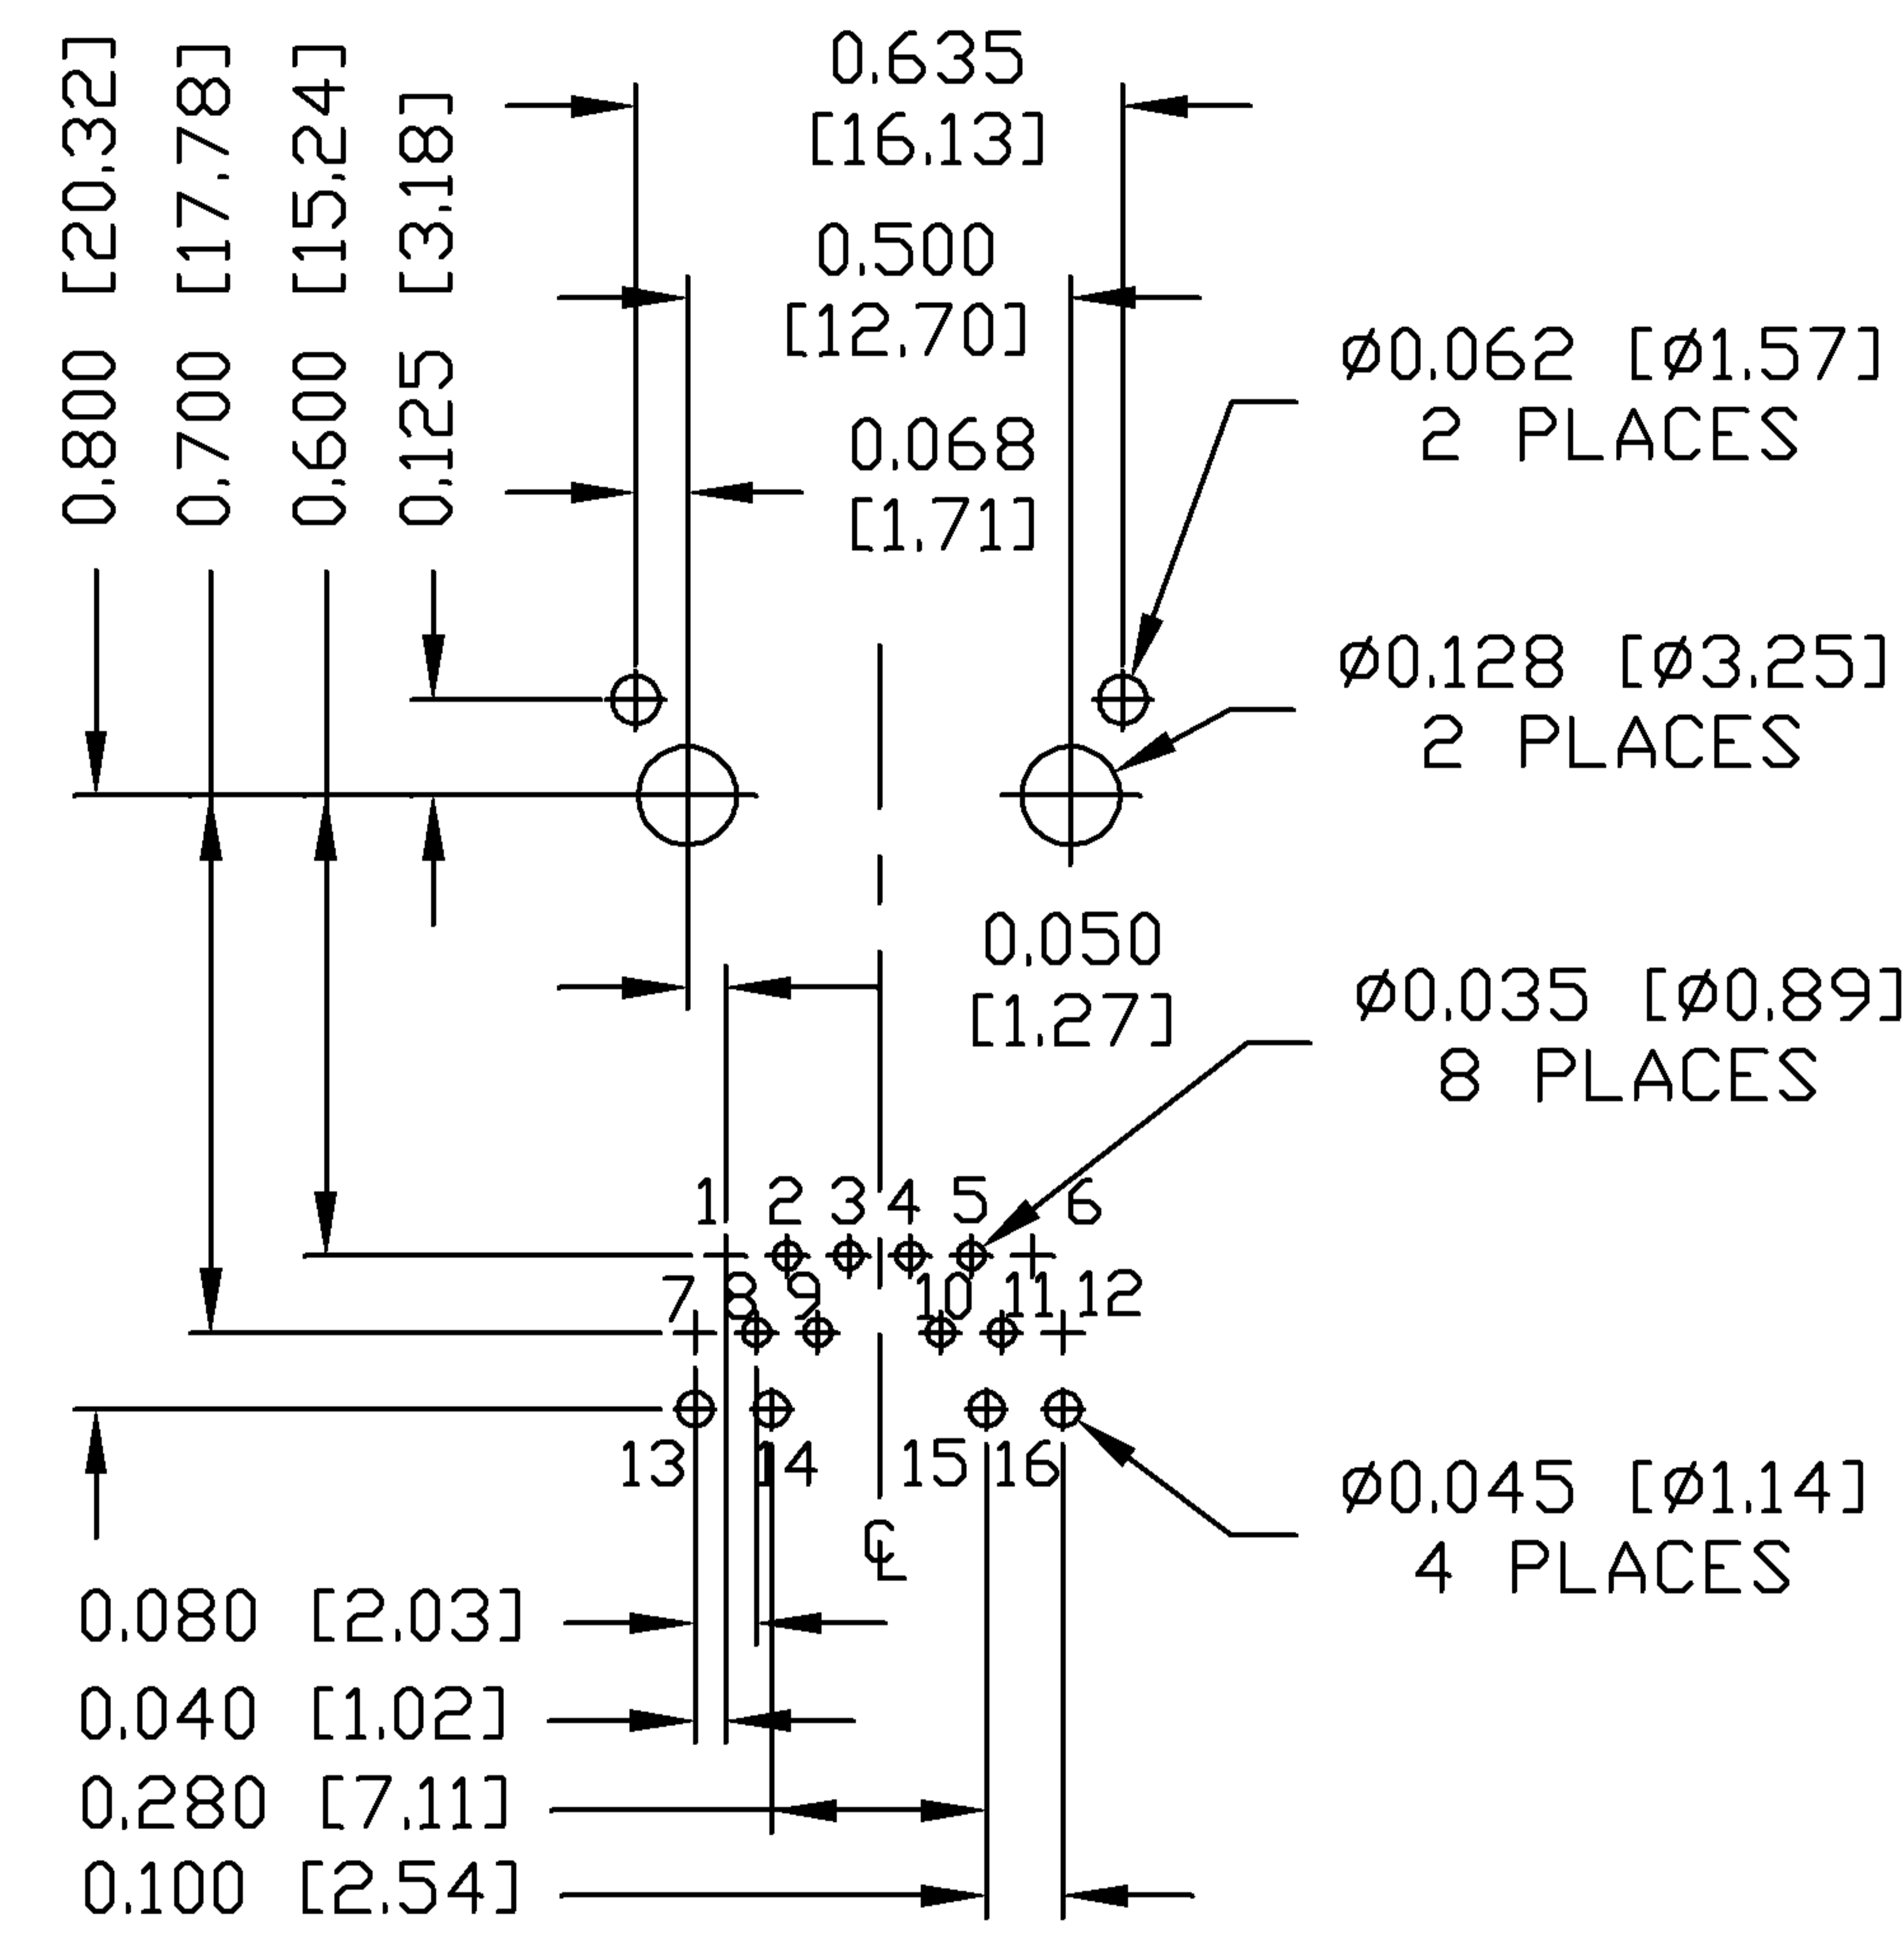 0.800 [20.32]
0.700 [17.78]
0.600 [15.24]
0.125 [3.18]
0.635
[16.13]
0.500
[12.70]
0.068
[1.71]
Ø0.062 [Ø1.57]
2 PLACES
Ø0.128 [Ø3.25]
2 PLACES
0.050
[1.27]
Ø0.035 [Ø0.89]
8 PLACES
1 2 3 4 5 6
7 8 9 10 11 12
13 14 15 16
Ø0.045 [Ø1.14]
4 PLACES
CL
0.080 [2.03]
0.040 [1.02]
0.280 [7.11]
0.100 [2.54]